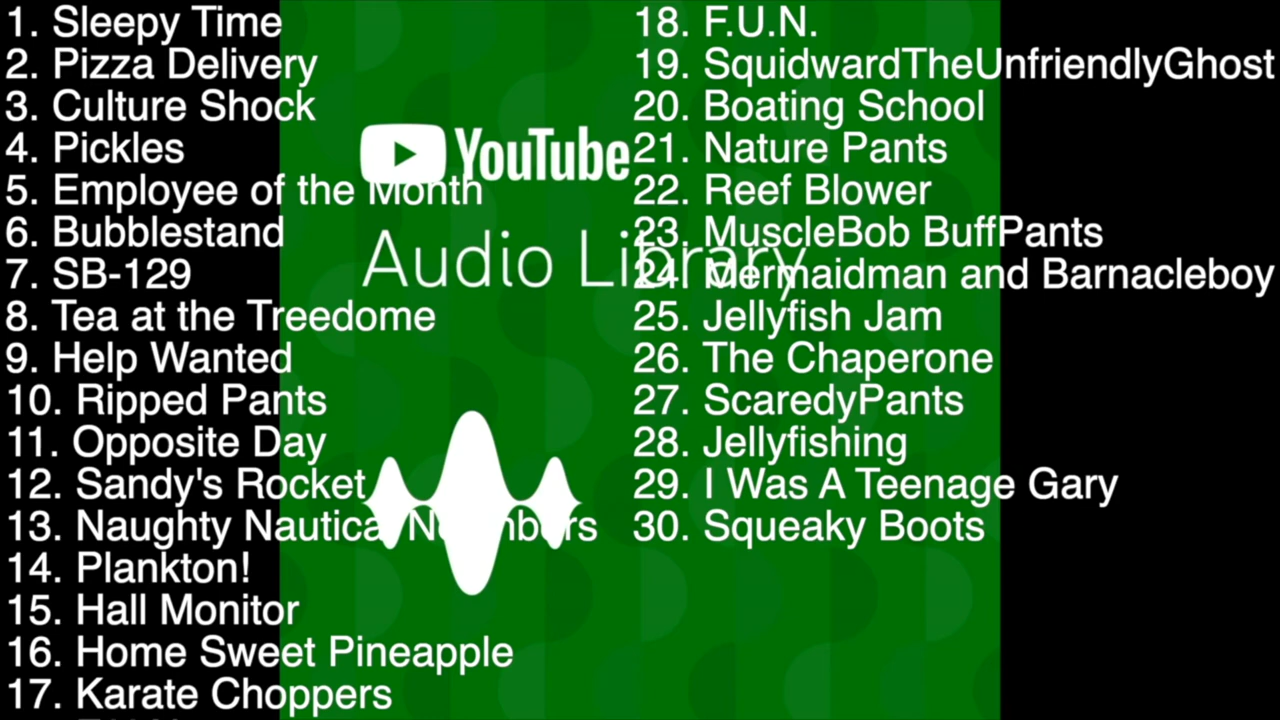 1. Sleepy Time
2. Pizza Delivery
3. Culture Shock
4. Pickles
5. Employee of the Month
6. Bubblestand
7. SB-129
8. Tea at the Treedome
9. Help Wanted
10. Ripped Pants
11. Opposite Day
12. Sandy's Rocket
13. Naughty Nautical Neighbors
14. Plankton!
15. Hall Monitor
16. Home Sweet Pineapple
17. Karate Choppers
18. F.U.N.
19. SquidwardTheUnfriendlyGhost
20. Boating School
21. Nature Pants
22. Reef Blower
23. MuscleBob BuffPants
24. Mermaidman and Barnacleboy
25. Jellyfish Jam
26. The Chaperone
27. ScaredyPants
28. Jellyfishing
29. I Was A Teenage Gary
30. Squeaky Boots
YouTube
Audio Library